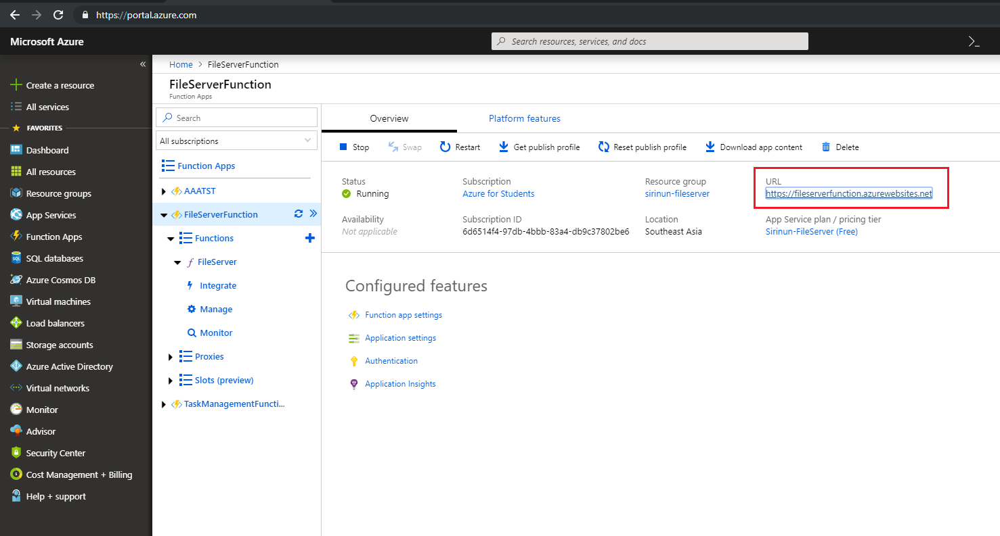 https://portal.azure.com
Microsoft Azure
Search resources, services, and docs
Home > FileServerFunction
FileServerFunction
Function Apps
Create a resource
All services
FAVORITES
Dashboard
All resources
Resource groups
App Services
Function Apps
SQL databases
Azure Cosmos DB
Virtual machines
Load balancers
Storage accounts
Azure Active Directory
Virtual networks
Monitor
Advisor
Security Center
Cost Management + Billing
Help + support
Search
All subscriptions
Function Apps
AAATST
FileServerFunction
Functions
FileServer
Integrate
Manage
Monitor
Proxies
Slots (preview)
TaskManagementFuncti...
Overview Platform features
Stop Swap Restart Get publish profile Reset publish profile Download app content Delete
Status Subscription Resource group URL
Running Azure for Students sirinun-fileserver https://fileserverfunction.azurewebsites.net
Availability Subscription ID Location App Service plan / pricing tier
Not applicable 6d6514f4-97db-4bbb-83a4-db9c37802be6 Southeast Asia Sirinun-FileServer (Free)
Configured features
Function app settings
Application settings
Authentication
Application Insights